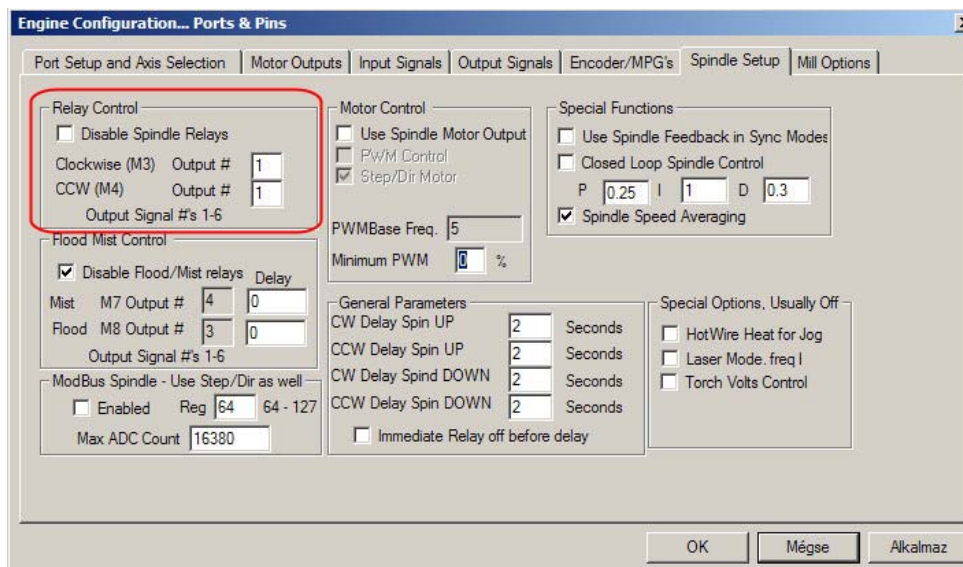 Engine Configuration... Ports & Pins
Port Setup and Axis Selection
Motor Outputs
Input Signals
Output Signals
Encoder/MPG's
Spindle Setup
Mill Options
Relay Control
Disable Spindle Relays
Clockwise (M3) Output # 1
CCW (M4) Output # 1
Output Signal #'s 1-6
Flood Mist Control
Disable Flood/Mist relays Delay
Mist M7 Output # 4 0
Flood M8 Output # 3 0
Output Signal #'s 1-6
ModBus Spindle - Use Step/Dir as well
Enabled Reg 64 64 - 127
Max ADC Count 16380
Motor Control
Use Spindle Motor Output
PWM Control
Step/Dir Motor
PWMBase Freq. 5
Minimum PWM 0 %
General Parameters
CW Delay Spin UP 2 Seconds
CCW Delay Spin UP 2 Seconds
CW Delay Spind DOWN 2 Seconds
CCW Delay Spin DOWN 2 Seconds
Immediate Relay off before delay
Special Functions
Use Spindle Feedback in Sync Modes
Closed Loop Spindle Control
P 0.25 I 1 D 0.3
Spindle Speed Averaging
Special Options, Usually Off
HotWire Heat for Jog
Laser Mode. freq
Torch Volts Control
OK
Mégse
Alkalmaz